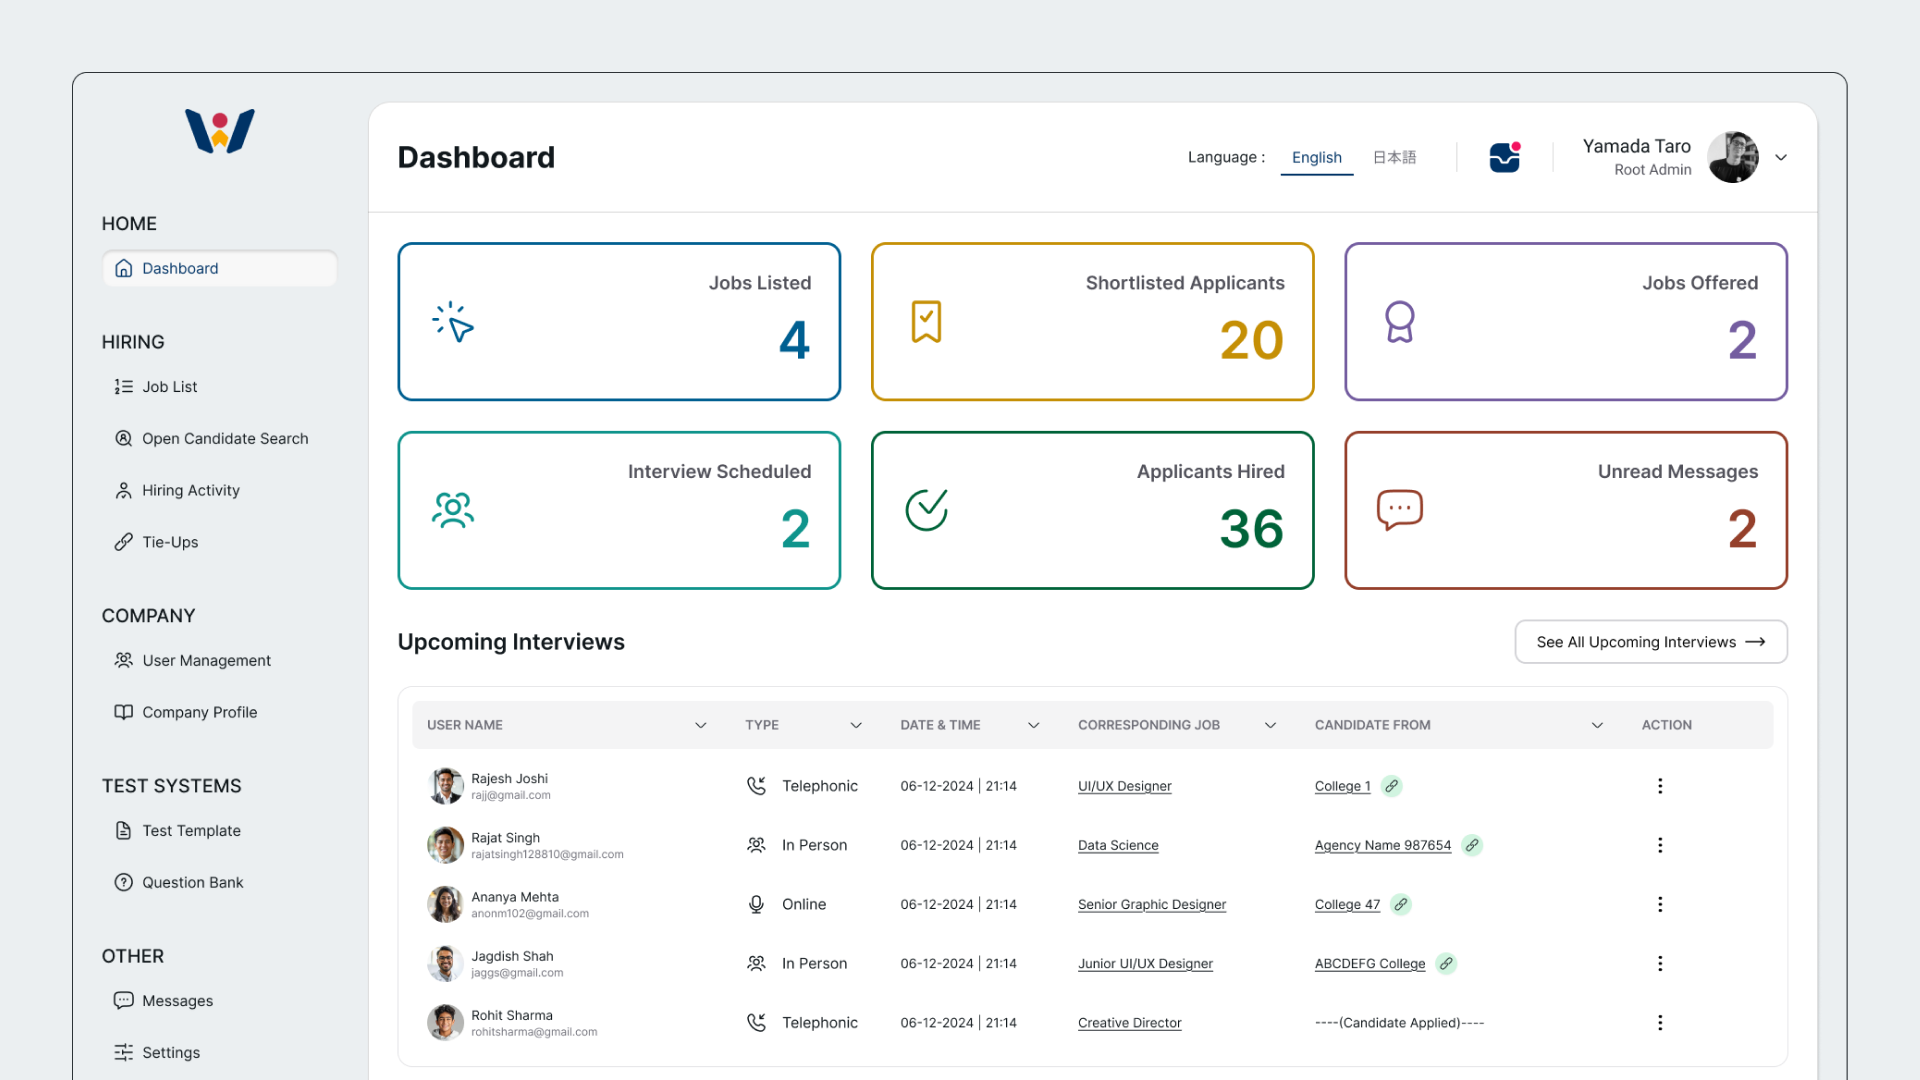 Dashboard
Language :
English
日本語
Yamada Taro
Root Admin
HOME
Dashboard
HIRING
Job List
Open Candidate Search
Hiring Activity
Tie-Ups
COMPANY
User Management
Company Profile
TEST SYSTEMS
Test Template
Question Bank
OTHER
Messages
Settings
Jobs Listed
4
Shortlisted Applicants
20
Jobs Offered
2
Interview Scheduled
2
Applicants Hired
36
Unread Messages
2
Upcoming Interviews
See All Upcoming Interviews
USER NAME TYPE DATE & TIME CORRESPONDING JOB CANDIDATE FROM ACTION
Rajesh Joshi
rajj@gmail.com
Telephonic 06-12-2024 | 21:14 UI/UX Designer College 1
Rajat Singh
rajatsingh128810@gmail.com
In Person 06-12-2024 | 21:14 Data Science Agency Name 987654
Ananya Mehta
anonm102@gmail.com
Online 06-12-2024 | 21:14 Senior Graphic Designer College 47
Jagdish Shah
jaggs@gmail.com
In Person 06-12-2024 | 21:14 Junior UI/UX Designer ABCDEFG College
Rohit Sharma
rohitsharma@gmail.com
Telephonic 06-12-2024 | 21:14 Creative Director ----(Candidate Applied)----